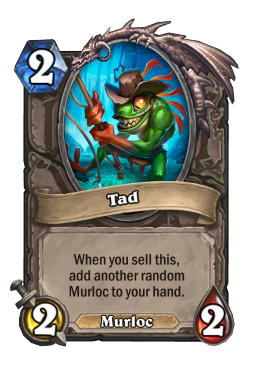 2
Tad
When you sell this,
add another random
Murloc to your hand.
2
Murloc
2